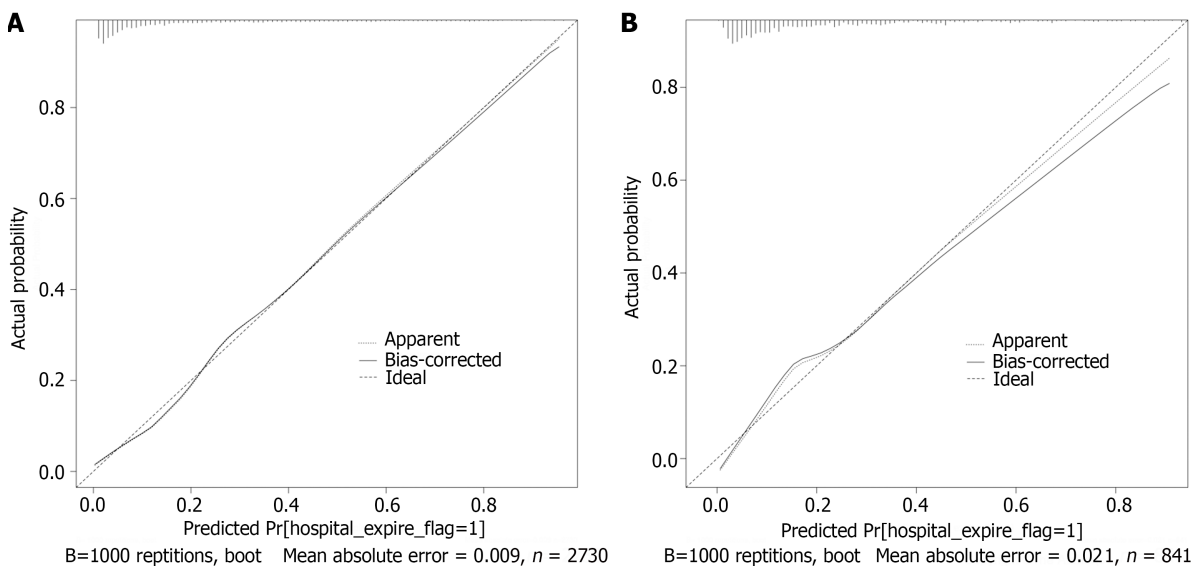 A
Actual probability
0.8
0.6
0.4
0.2
0.0
Apparent
Bias-corrected
Ideal
0.0 0.2 0.4 0.6 0.8
Predicted Pr[hospital_expire_flag=1]
B=1000 reptitions, boot Mean absolute error = 0.009, n = 2730
B
Actual probability
0.8
0.6
0.4
0.2
0.0
Apparent
Bias-corrected
Ideal
0.0 0.2 0.4 0.6 0.8
Predicted Pr[hospital_expire_flag=1]
B=1000 reptitions, boot Mean absolute error = 0.021, n = 841